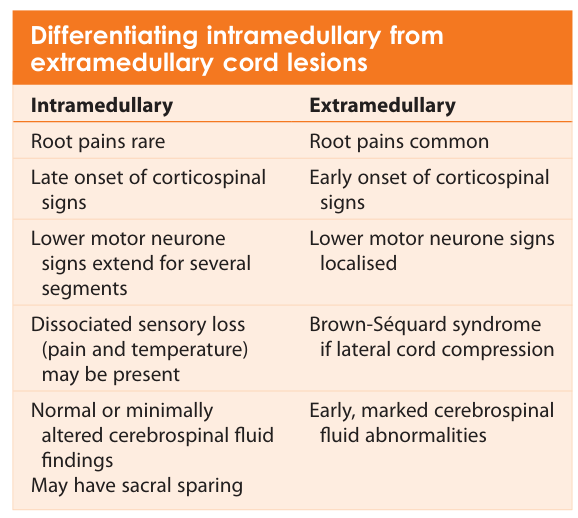 Differentiating intramedullary from
extramedullary cord lesions
Intramedullary Extramedullary
Root pains rare Root pains common
Late onset of corticospinal Early onset of corticospinal
signs signs
Lower motor neurone Lower motor neurone signs
signs extend for several localised
segments
Dissociated sensory loss Brown-Séquard syndrome
(pain and temperature) if lateral cord compression
may be present
Normal or minimally Early, marked cerebrospinal
altered cerebrospinal fluid fluid abnormalities
findings
May have sacral sparing